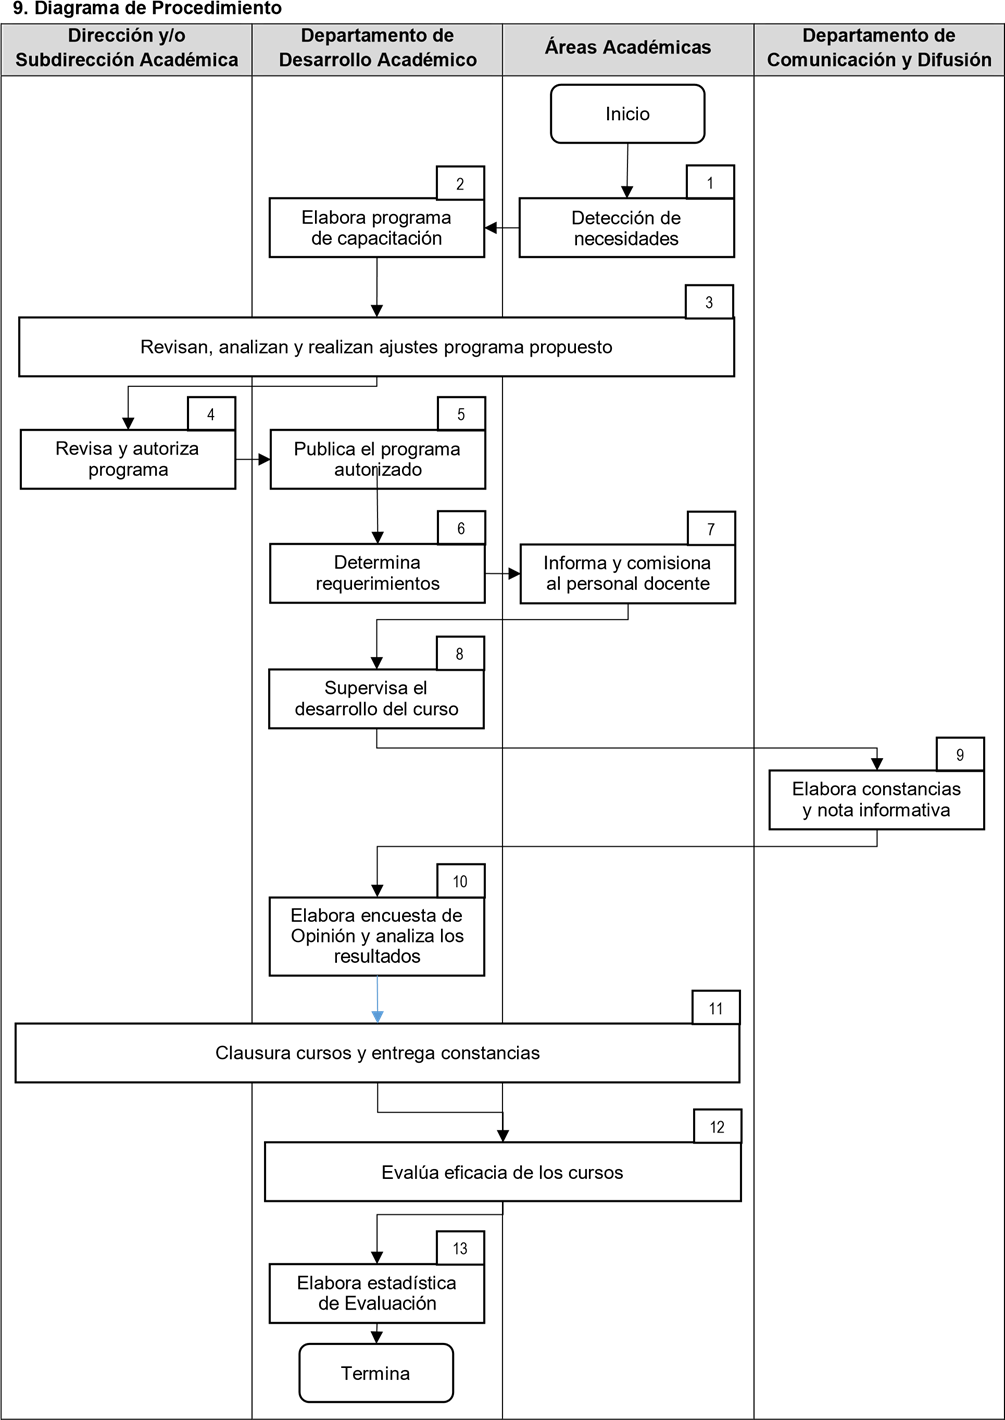 9. Diagrama de Procedimiento
Dirección y/o
Subdirección Académica
Departamento de
Desarrollo Académico
Áreas Académicas
Departamento de
Comunicación y Difusión
Inicio
1
Detección de
necesidades
2
Elabora programa
de capacitación
3
Revisan, analizan y realizan ajustes programa propuesto
4
Revisa y autoriza
programa
5
Publica el programa
autorizado
6
Determina
requerimientos
7
Informa y comisiona
al personal docente
8
Supervisa el
desarrollo del curso
9
Elabora constancias
y nota informativa
10
Elabora encuesta de
Opinión y analiza los
resultados
11
Clausura cursos y entrega constancias
12
Evalúa eficacia de los cursos
13
Elabora estadística
de Evaluación
Termina